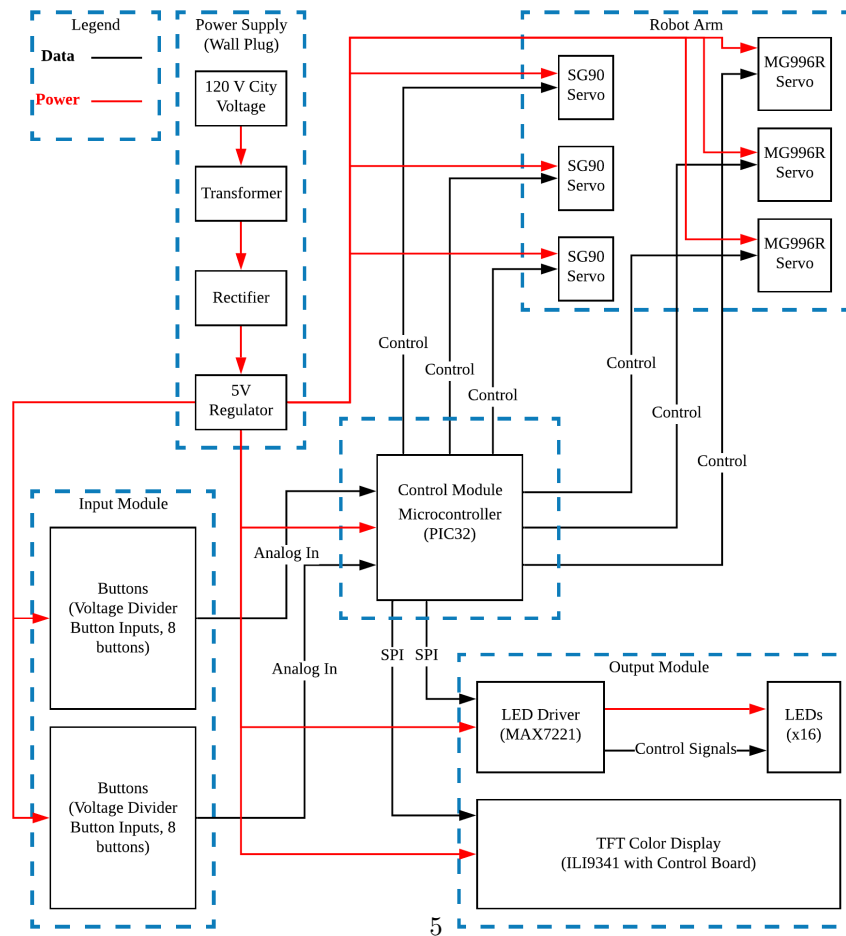 Legend
Data
Power
Power Supply
(Wall Plug)
120 V City
Voltage
Transformer
Rectifier
5V
Regulator
Robot Arm
SG90
Servo
SG90
Servo
SG90
Servo
MG996R
Servo
MG996R
Servo
MG996R
Servo
Control
Control
Control
Control
Control
Control
Control Module
Microcontroller
(PIC32)
Input Module
Buttons
(Voltage Divider
Button Inputs, 8
buttons)
Buttons
(Voltage Divider
Button Inputs, 8
buttons)
Analog In
Analog In
SPI
SPI
Output Module
LED Driver
(MAX7221)
Control Signals
LEDs
(x16)
TFT Color Display
(ILI9341 with Control Board)
5